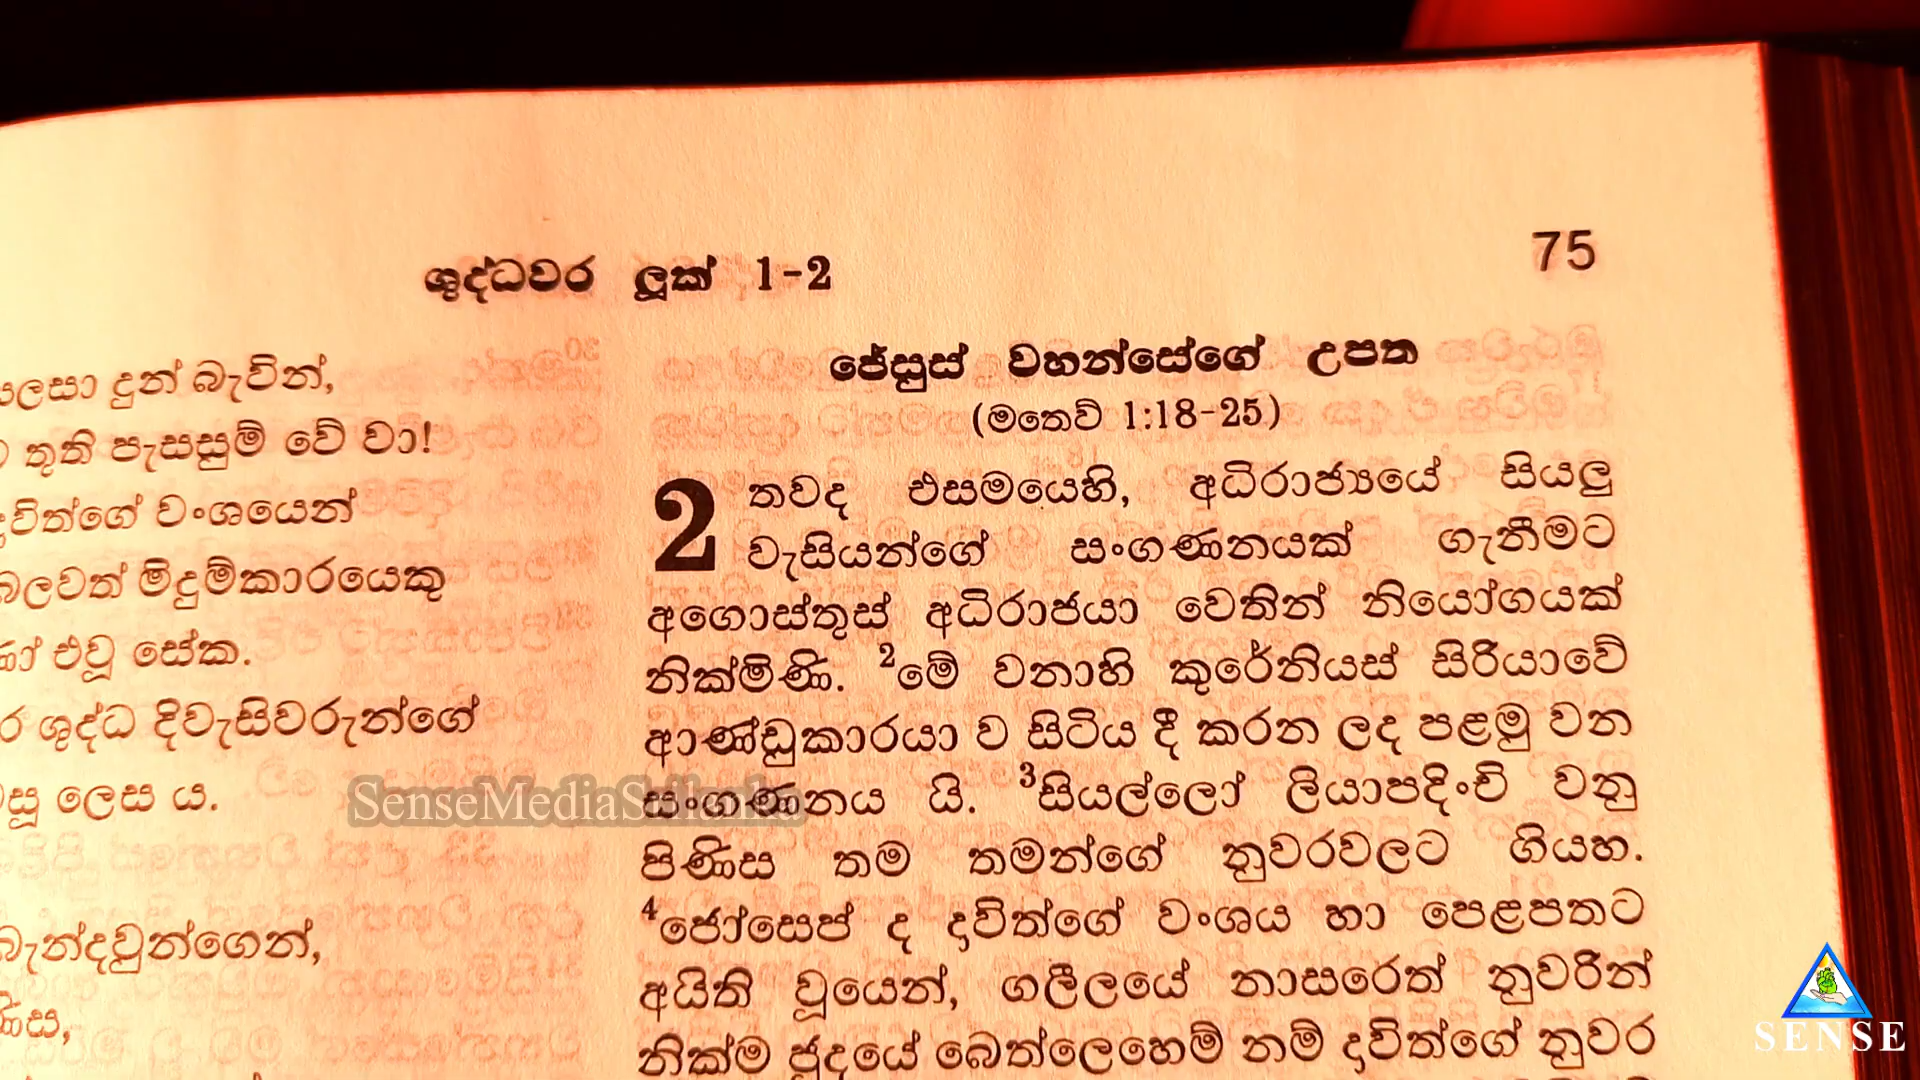 ශුද්ධවර ලූක් 1-2
75
දුන් බැවින්,
තුති පැසසුම් වේ වා!
වංශයෙන්
බලවත් මිදුම්කාරයෙකු
එවූ සේක.
ශුද්ධ දිවැසිවරුන්ගේ
ලෙස ය.
බැන්දවුන්ගෙන්,
ජේසුස් වහන්සේගේ උපත
(මතෙව් 1:18-25)
2 තවද එසමයෙහි, අධිරාජ්‍යයේ සියලු
වැසියන්ගේ සංගණනයක් ගැනීමට
අගොස්තුස් අධිරාජයා වෙතින් නියෝගයක්
නික්මිණි. 2මේ වනාහි කුරේනියස් සිරියාවේ
ආණ්ඩුකාරයා ව සිටිය දී කරන ලද පළමු වන
සංගණනය යි. 3සියල්ලෝ ලියාපදිංචි වනු
පිණිස තම තමන්ගේ නුවරවලට ගියහ.
4ජෝසෙප් ද දාවිත්ගේ වංශය හා පෙළපතට
අයිති වූයෙන්, ගලීලයේ නාසරෙත් නුවරින්
නික්ම ජුදයේ බෙත්ලෙහෙම් නම් දාවිත්ගේ නුවර
SenseMediaSriLanka
SENSE